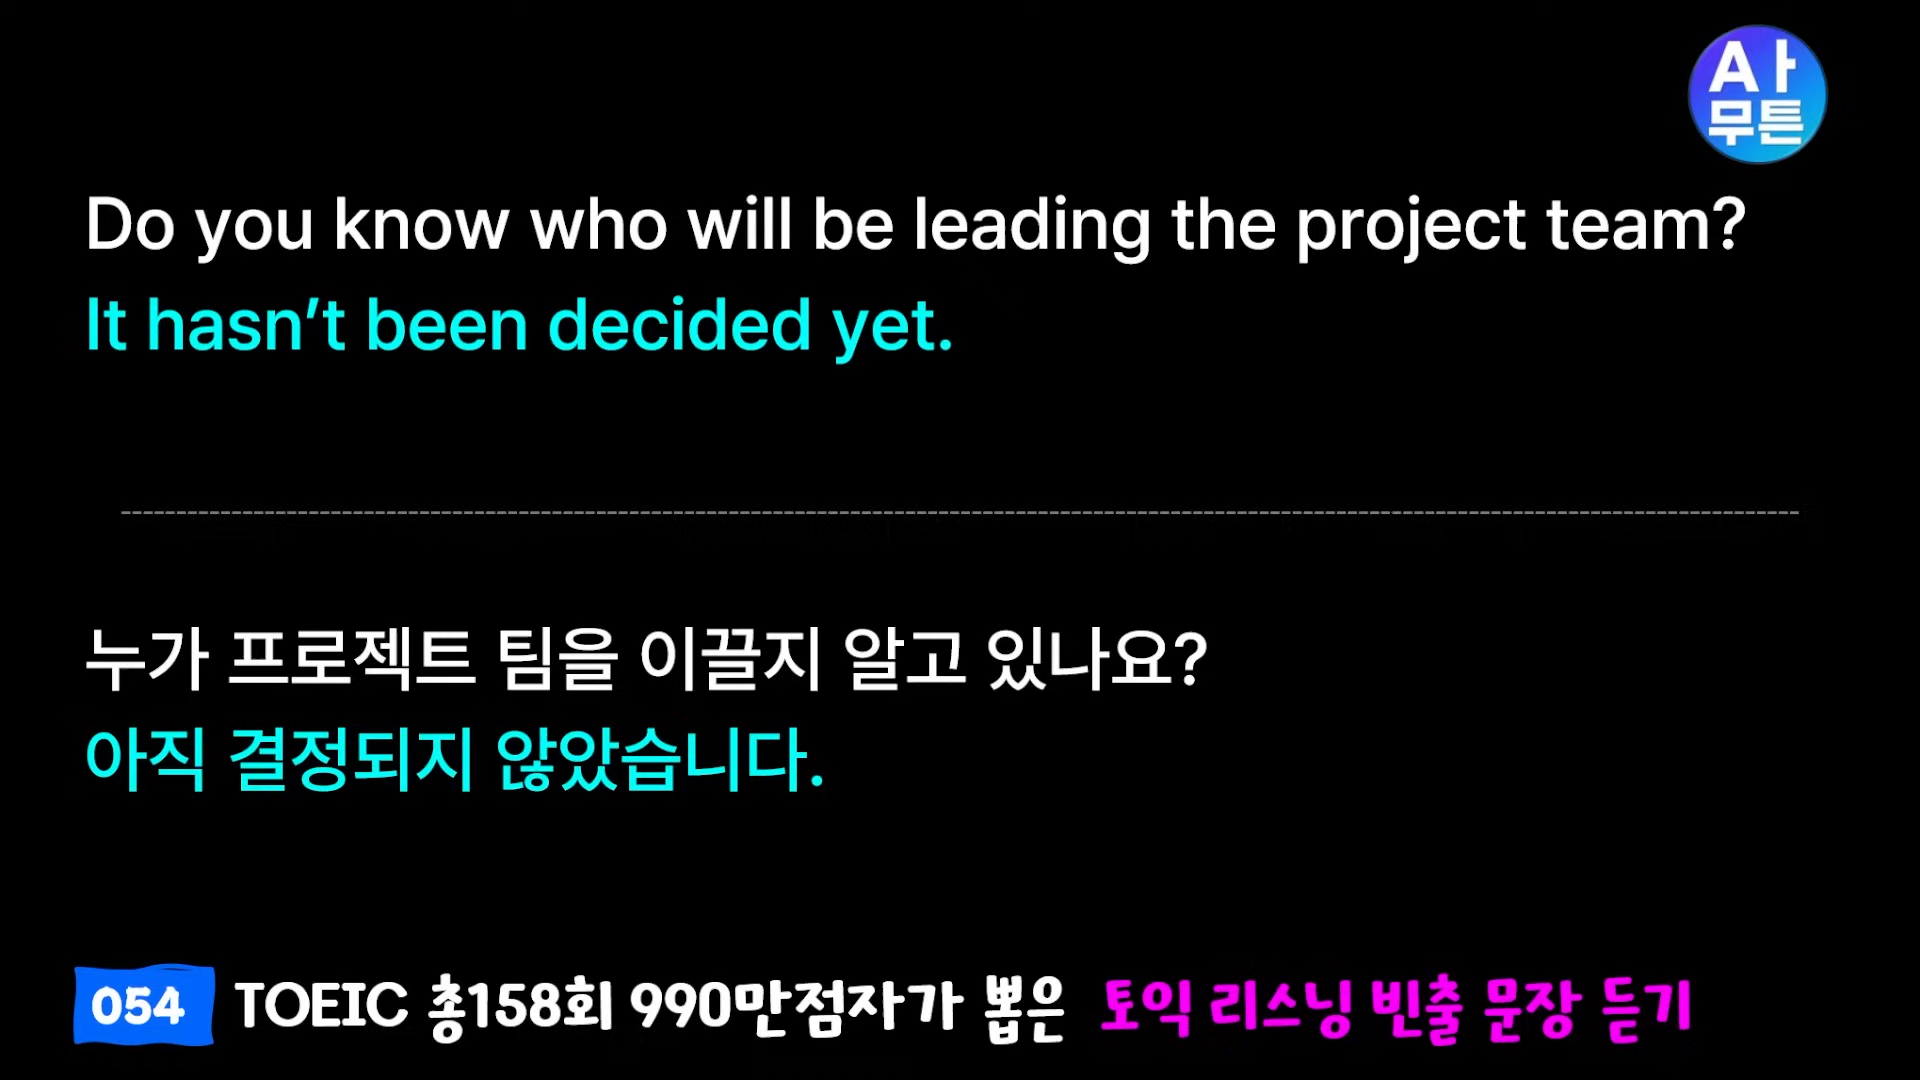 A사
무튼
Do you know who will be leading the project team?
It hasn’t been decided yet.
누가 프로젝트 팀을 이끌지 알고 있나요?
아직 결정되지 않았습니다.
054 TOEIC 총158회 990만점자가 뽑은 토익 리스닝 빈출 문장 듣기